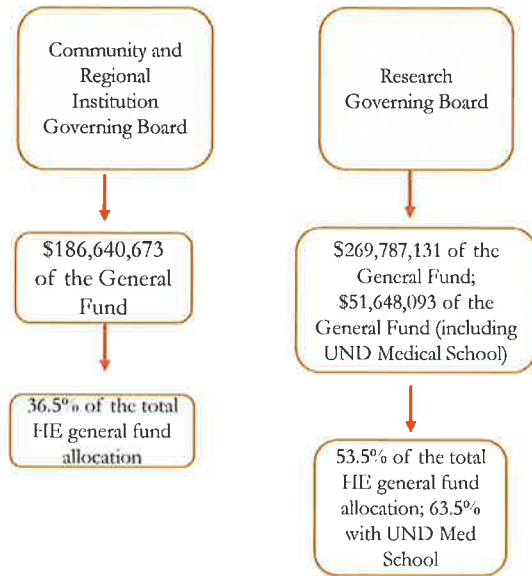 Community and
Regional
Institution
Governing Board
$186,640,673
of the General
Fund
36.5% of the total
HE general fund
allocation
Research
Governing Board
$269,787,131 of the
General Fund;
$51,648,093 of the
General Fund (including
UND Medical School)
53.5% of the total
HE general fund
allocation; 63.5%
with UND Med
School